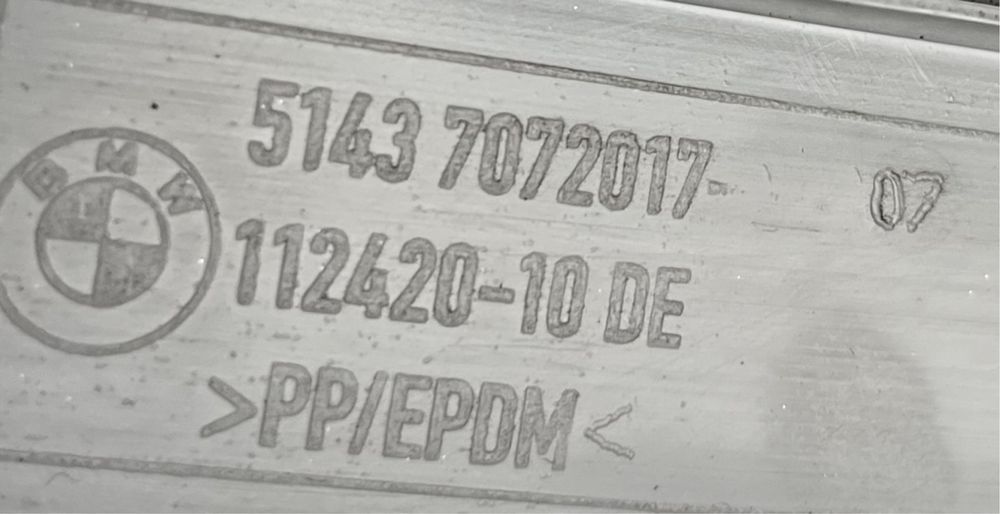 BMW
5143 7072017- 07
112420-10 DE
>PP/EPDM<